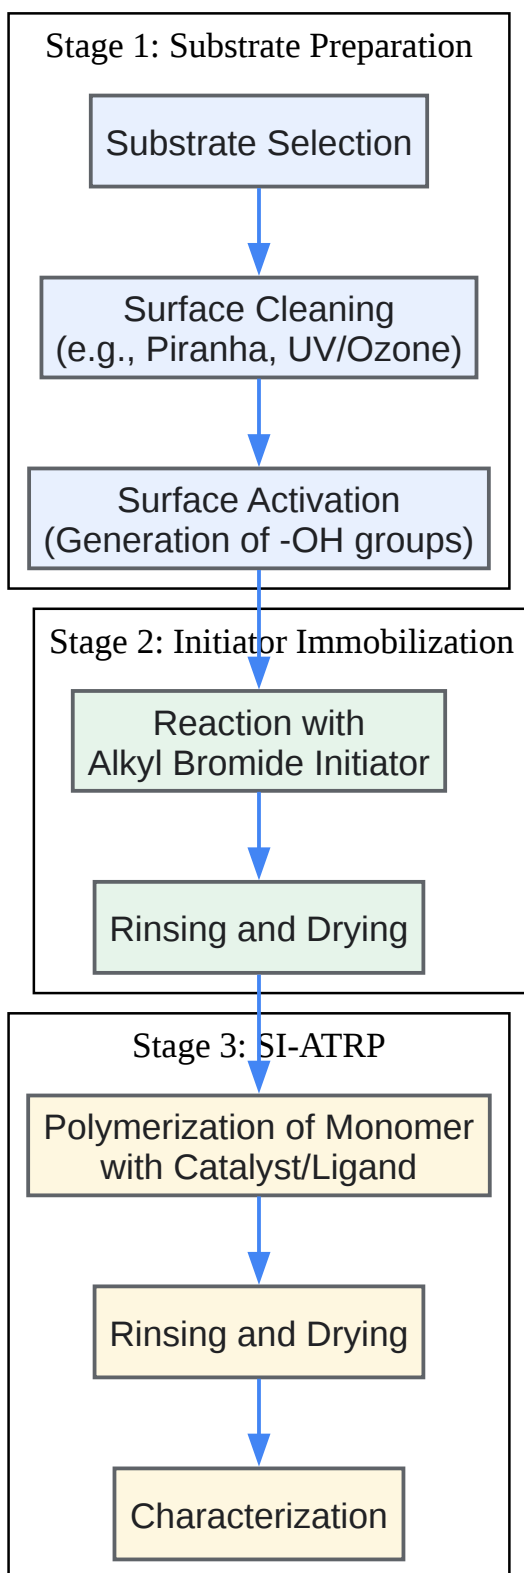 Stage 1: Substrate Preparation
Substrate Selection
Surface Cleaning
(e.g., Piranha, UV/Ozone)
Surface Activation
(Generation of -OH groups)
Stage 2: Initiator Immobilization
Reaction with
Alkyl Bromide Initiator
Rinsing and Drying
Stage 3: SI-ATRP
Polymerization of Monomer
with Catalyst/Ligand
Rinsing and Drying
Characterization